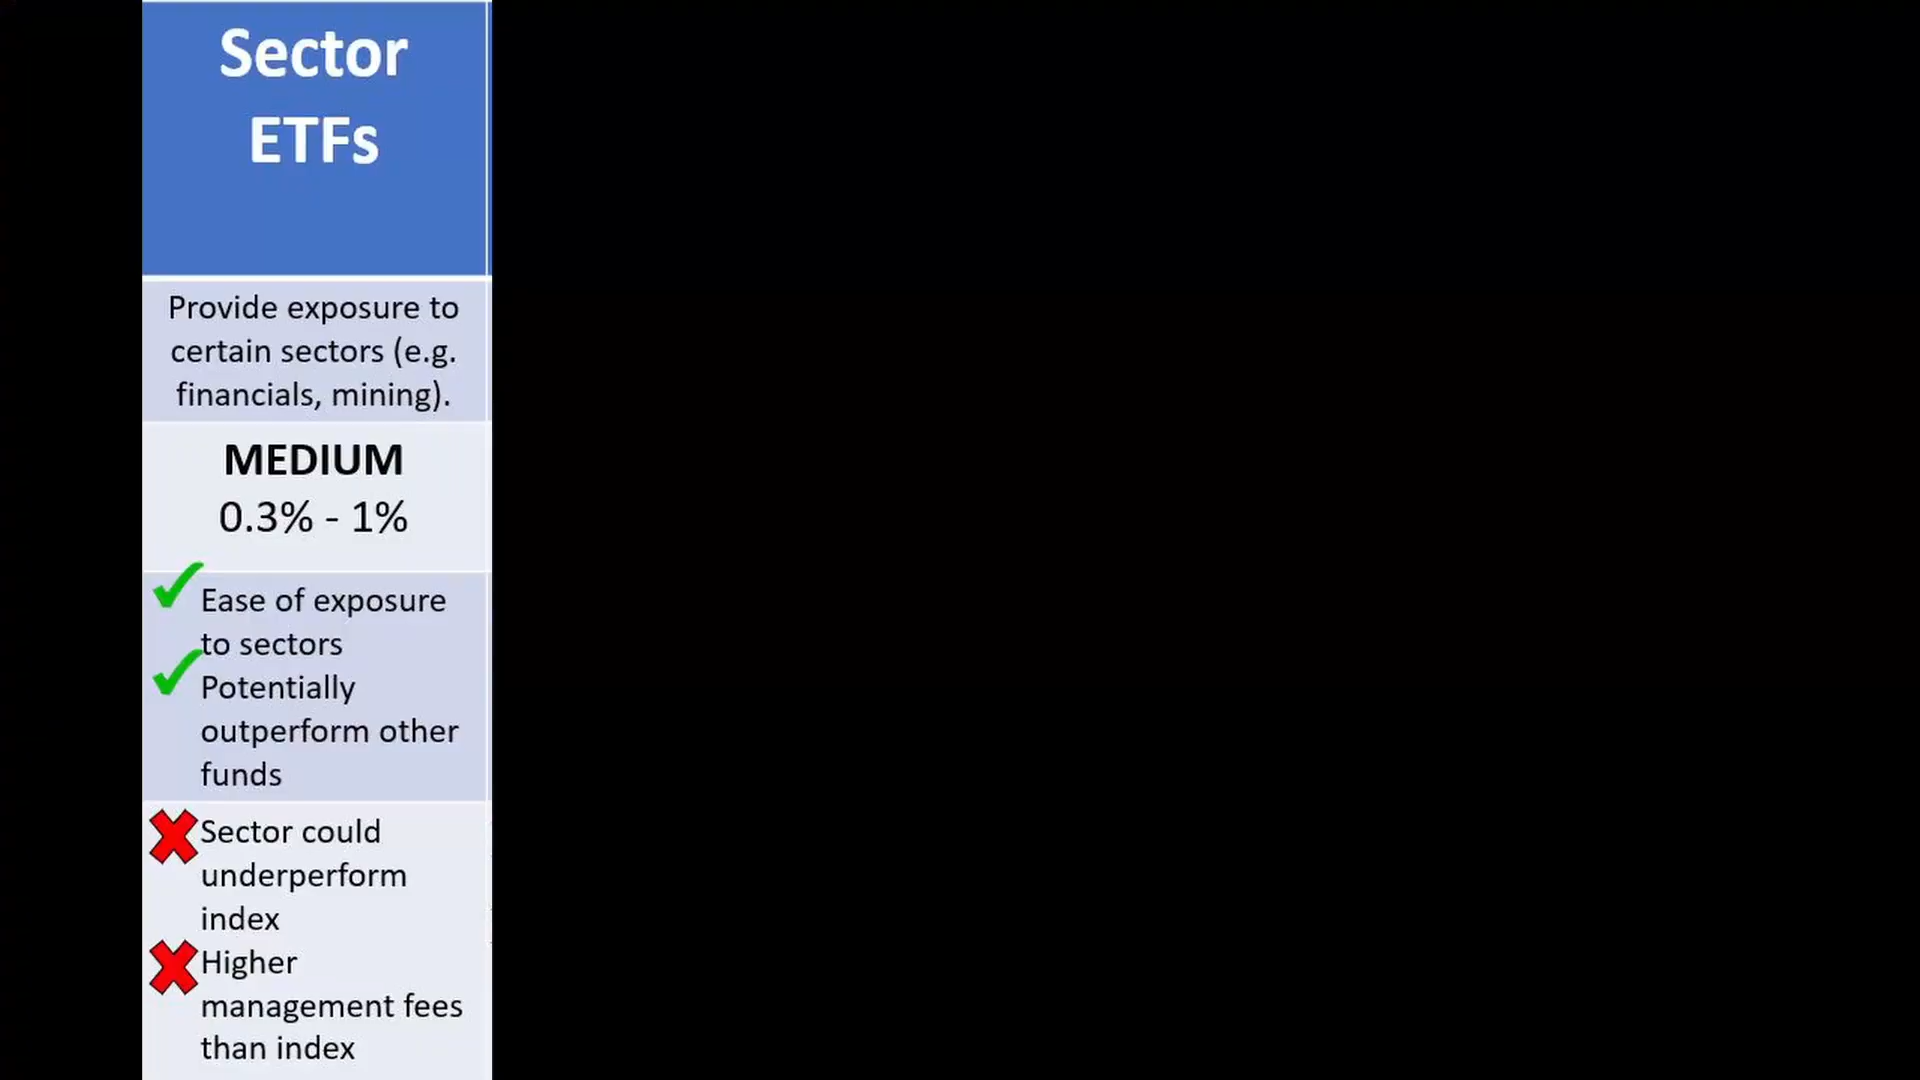 Sector
ETFs
Provide exposure to
certain sectors (e.g.
financials, mining).
MEDIUM
0.3% - 1%
Ease of exposure
to sectors
Potentially
outperform other
funds
Sector could
underperform
index
Higher
management fees
than index